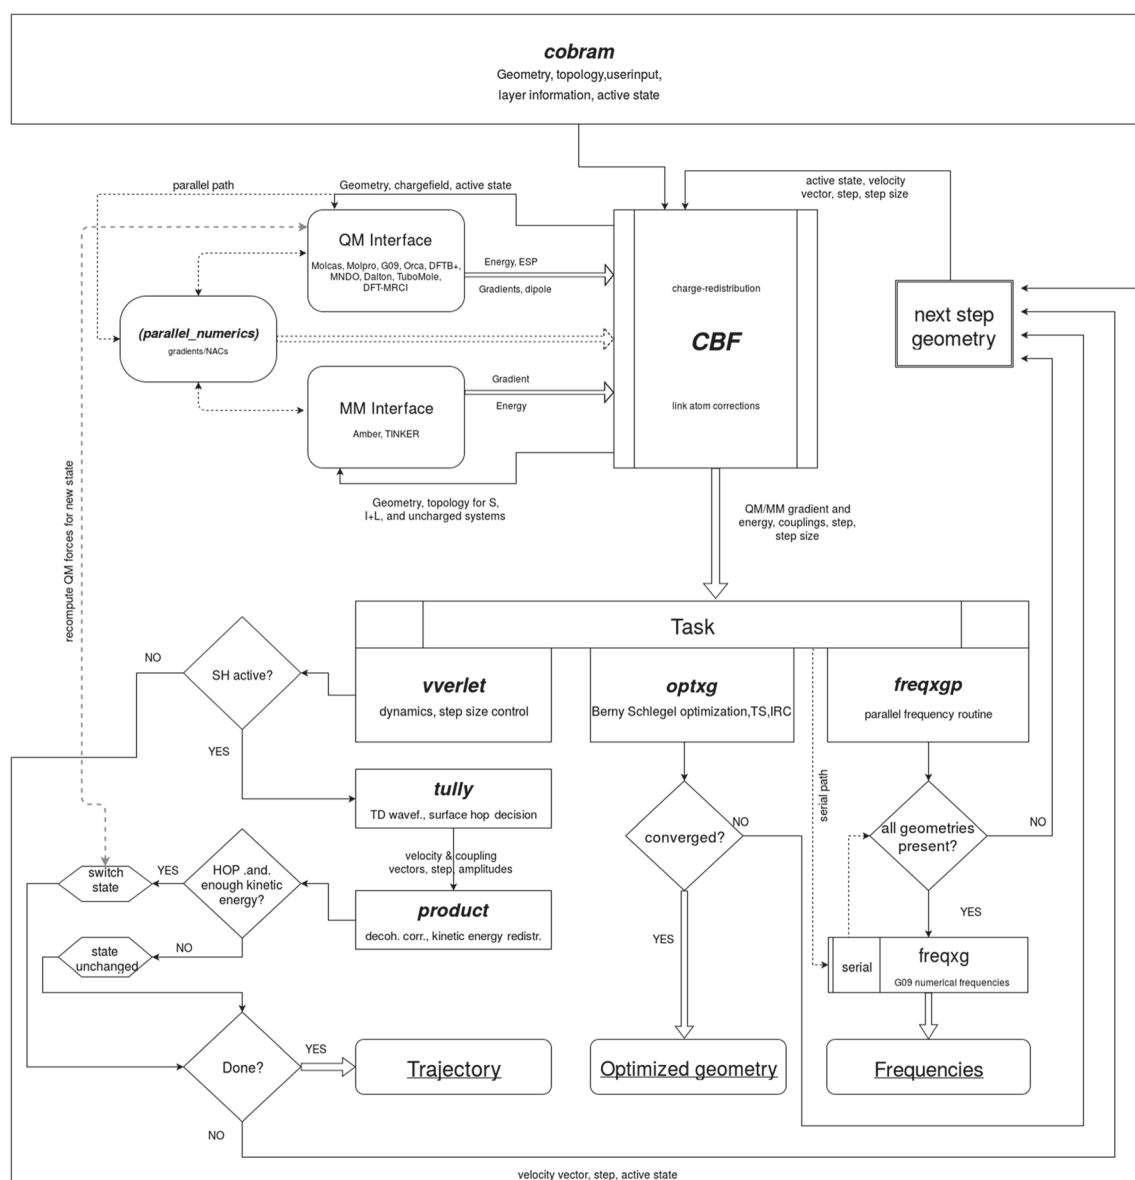 cobram
Geometry, topology,userinput,
layer information, active state
parallel path
Geometry, chargefield, active state
active state, velocity
vector, step, step size
QM Interface
Molcas, Molpro, G09, Orca, DFTB+,
MNDO, Dalton, TuboMole,
DFT-MRCI
Energy, ESP
Gradients, dipole
charge-redistribution
CBF
link atom corrections
next step
geometry
(parallel_numerics)
gradients/NACs
MM Interface
Amber, TINKER
Gradient
Energy
Geometry, topology for S,
I+L, and uncharged systems
QM/MM gradient and
energy, couplings, step,
step size
recompute QM forces for new state
Task
NO
SH active?
YES
vverlet
dynamics, step size control
optxg
Berny Schlegel optimization,TS,IRC
freqxgp
parallel frequency routine
serial path
tully
TD wavef., surface hop decision
velocity & coupling
vectors, step, amplitudes
converged?
NO
YES
all geometries
present?
NO
YES
switch
state
YES
HOP .and.
enough kinetic
energy?
NO
product
decoh. corr., kinetic energy redistr.
state
unchanged
serial
freqxg
G09 numerical frequencies
Done?
YES
NO
Trajectory
Optimized geometry
Frequencies
velocity vector, step, active state